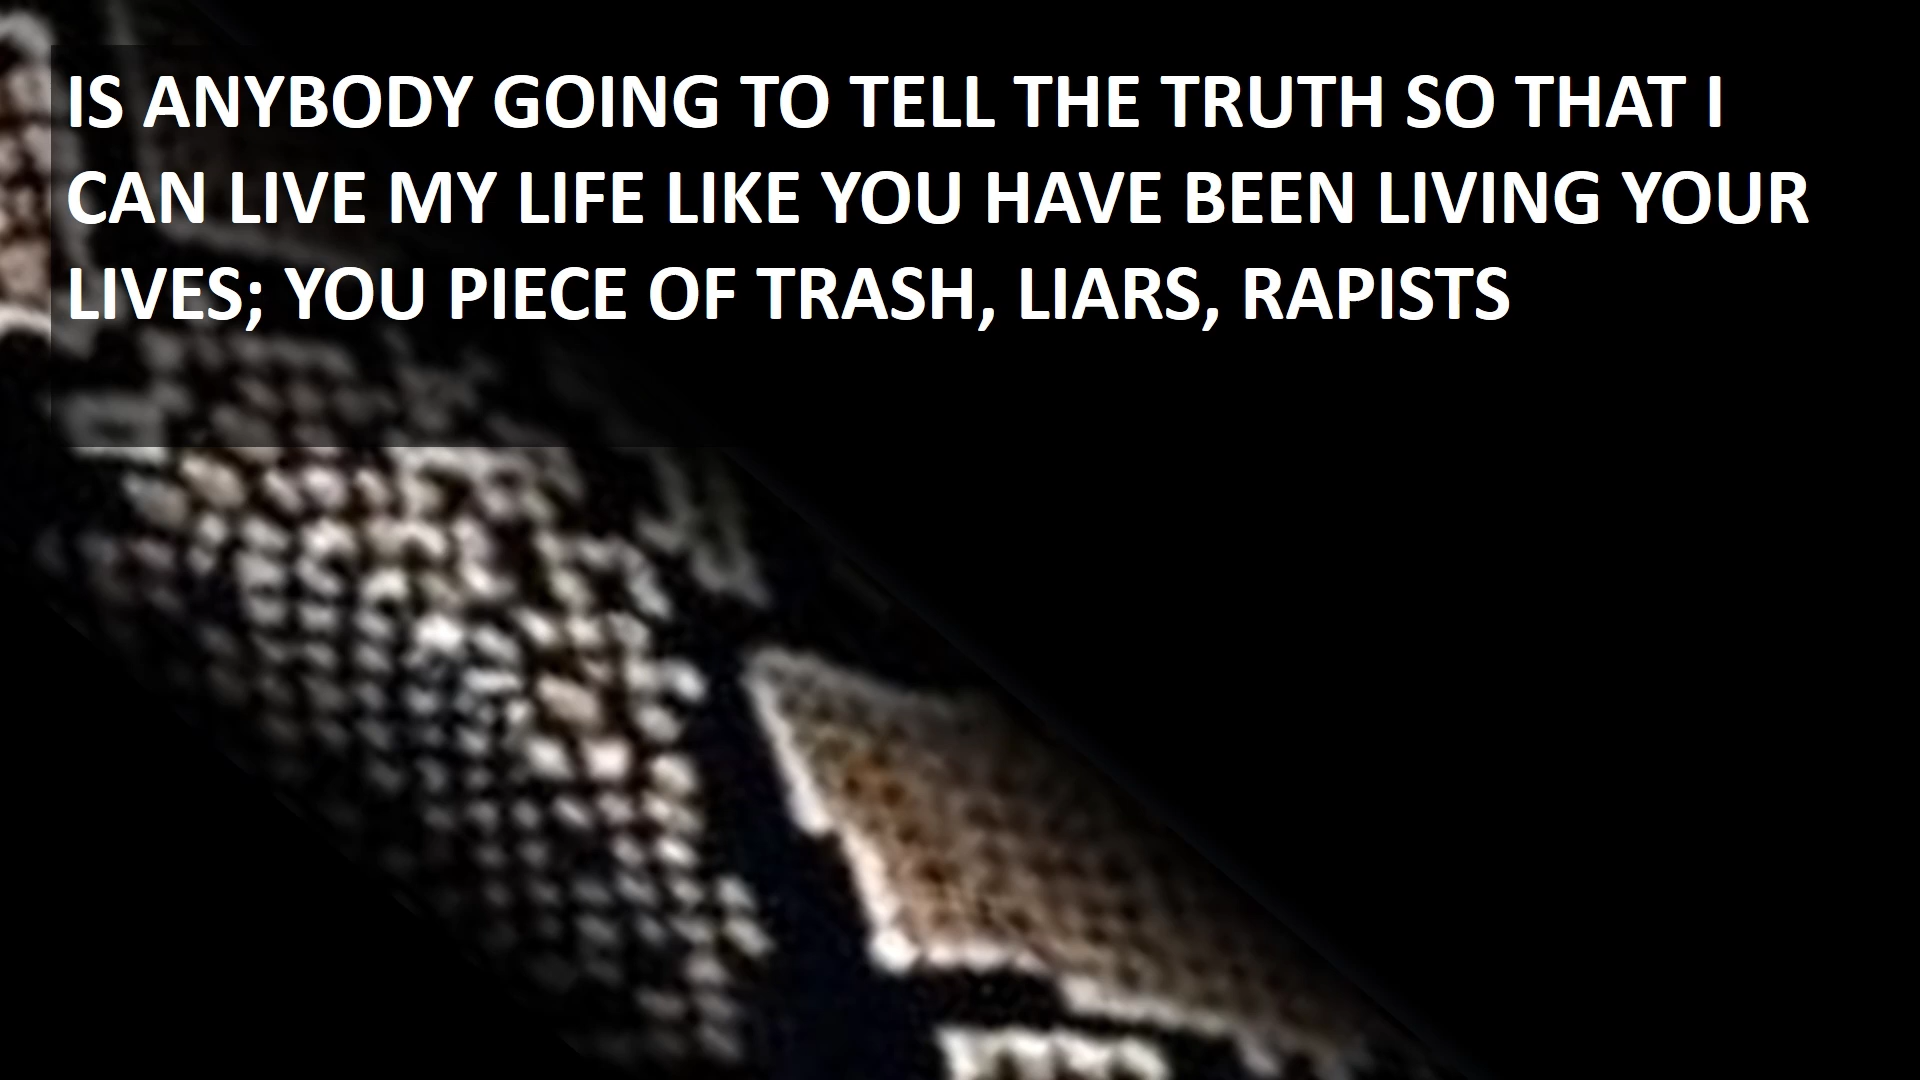 IS ANYBODY GOING TO TELL THE TRUTH SO THAT I
CAN LIVE MY LIFE LIKE YOU HAVE BEEN LIVING YOUR
LIVES; YOU PIECE OF TRASH, LIARS, RAPISTS